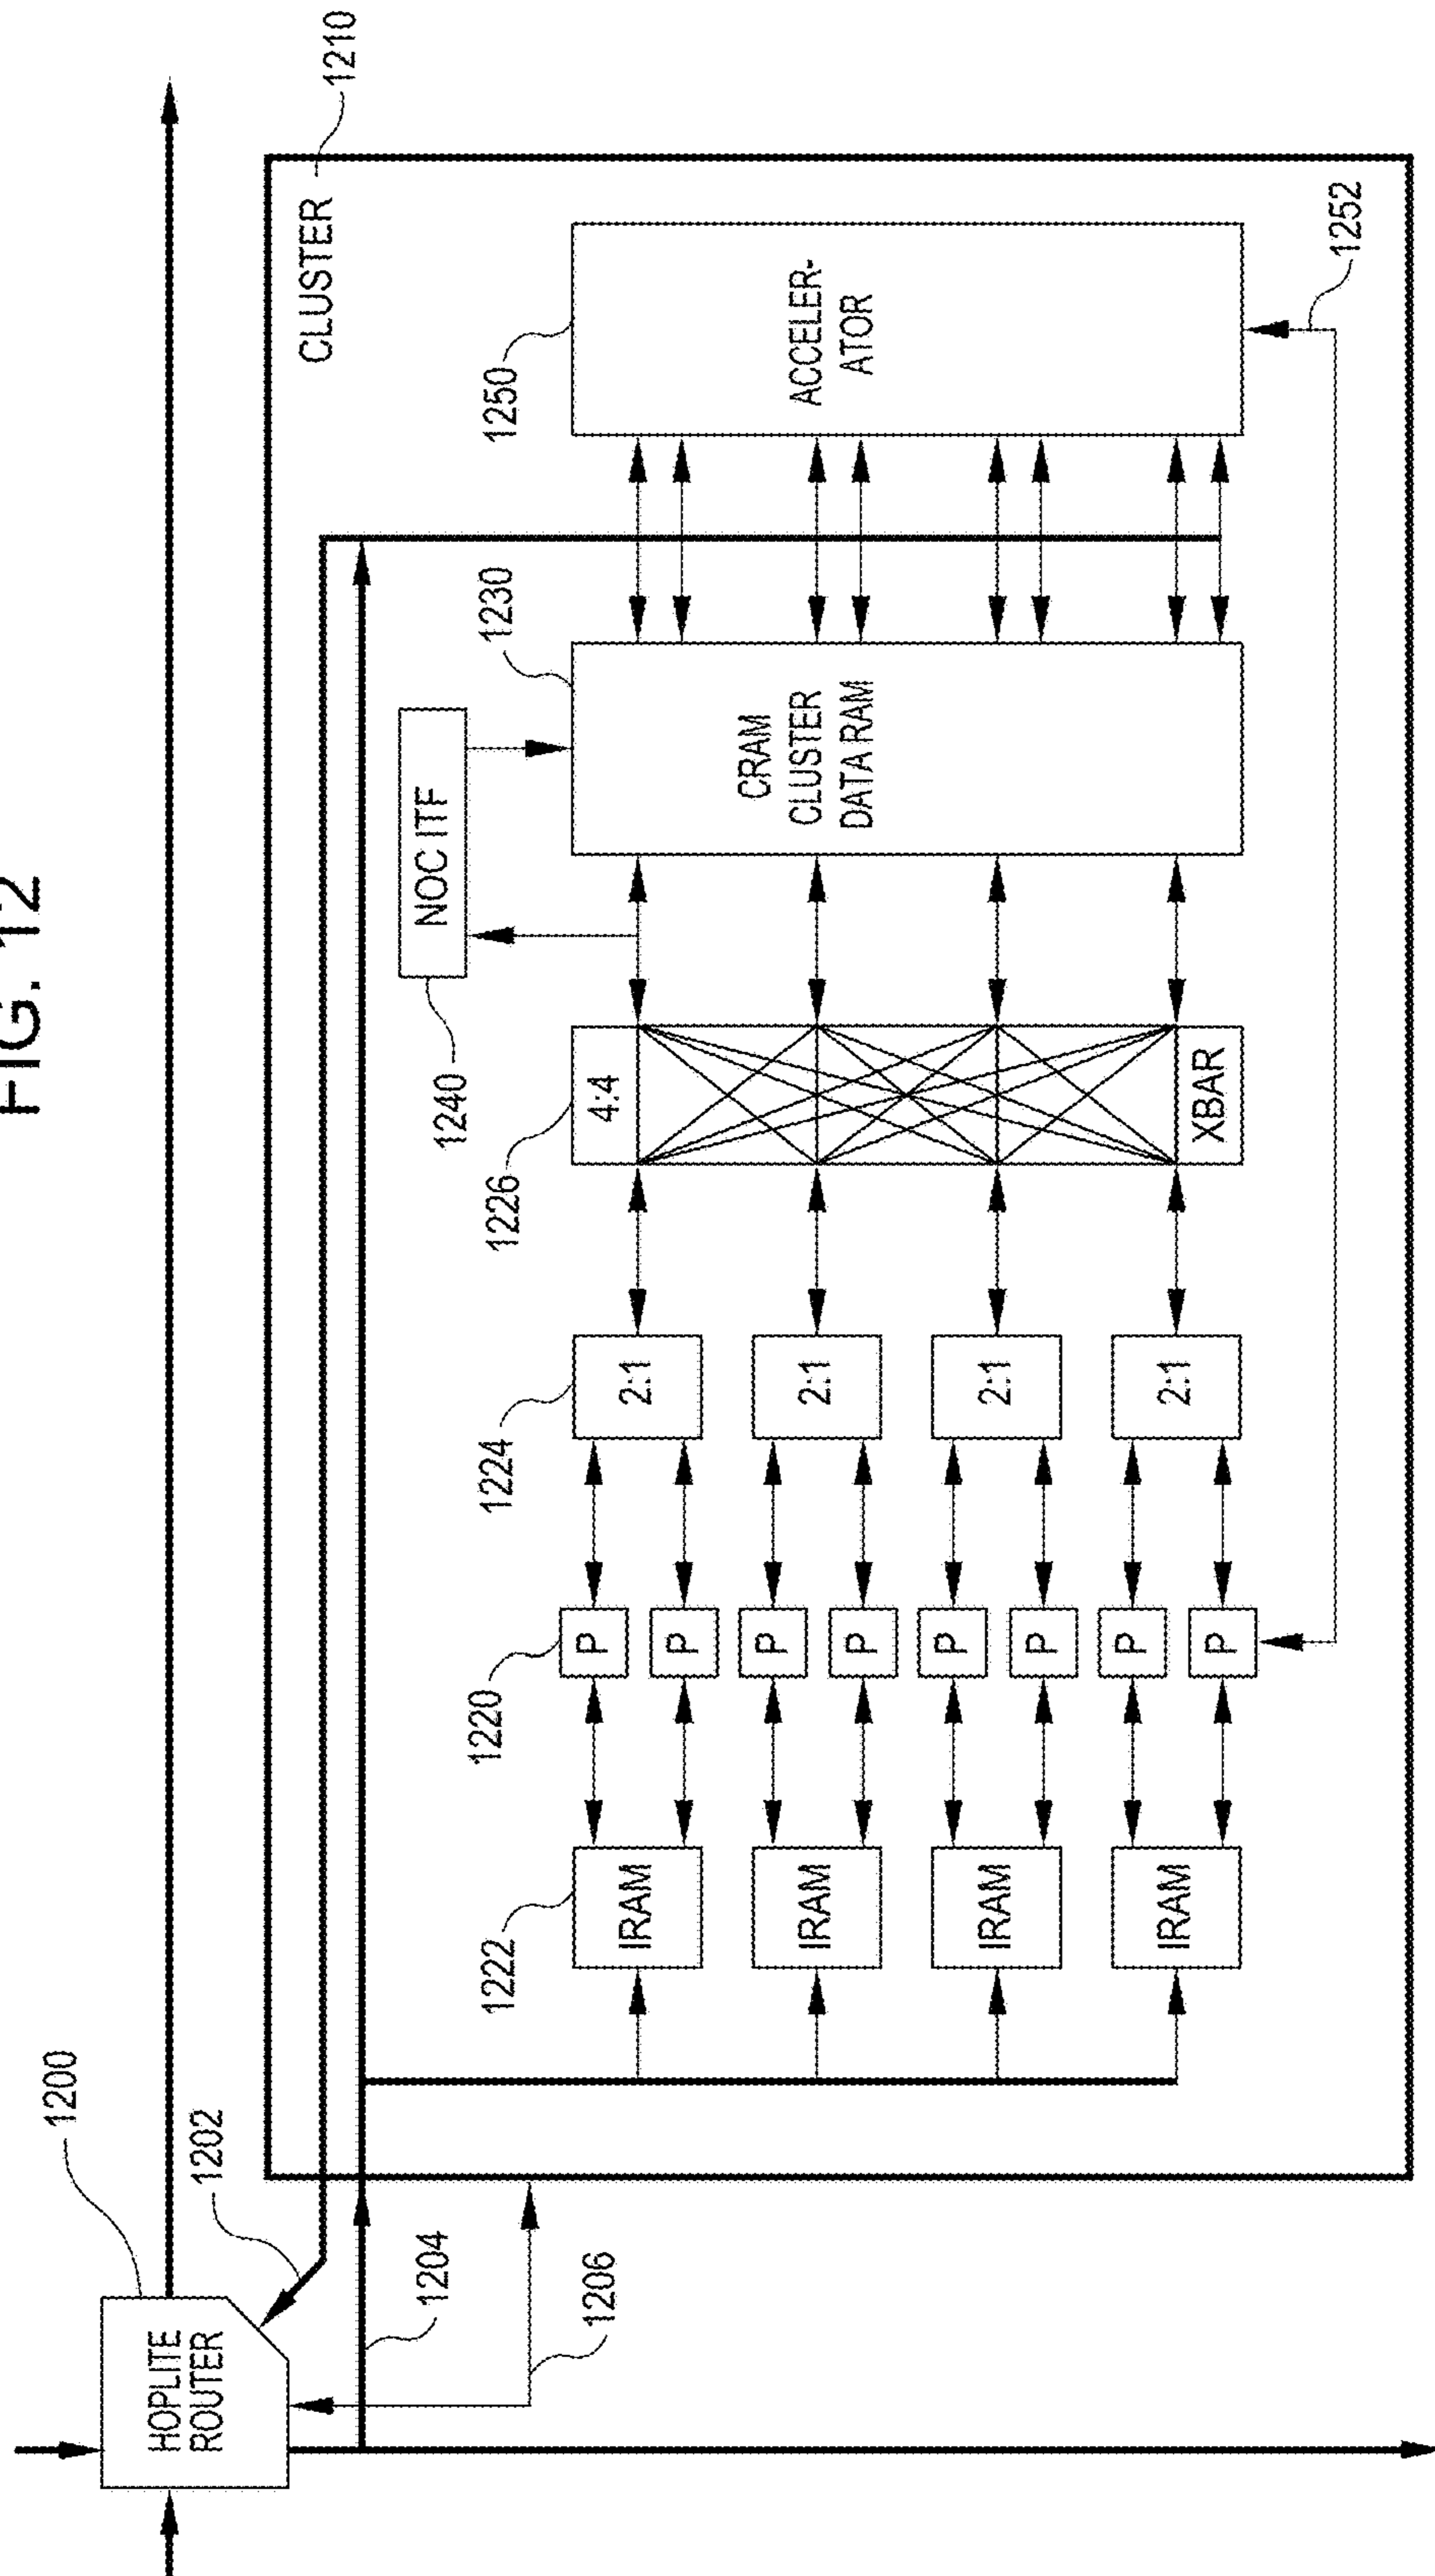 FIG. 12
1200
HOPLITE
ROUTER
1202
1204
1206
CLUSTER
1210
1222
IRAM
IRAM
IRAM
IRAM
1220
P
P
P
P
P
P
P
P
1224
2:1
2:1
2:1
2:1
1226
4:4
XBAR
1240
NOC ITF
1230
CRAM
CLUSTER
DATA RAM
1250
ACCELER-
ATOR
1252